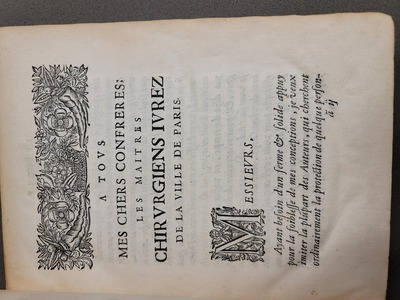 A TOVS
MES CHERS CONFRERES;
LES MAITRES
CHIRVRGIENS IVREZ
DE LA VILLE DE PARIS.
MESSIEVRS.
Ayant besoin d'un ferme & solide appuy
pour la foiblesse de mes conceptions, je veux
imiter la plûpart des Auteurs, qui cherchent
ordinairement la protection de quelque person-
ã ij